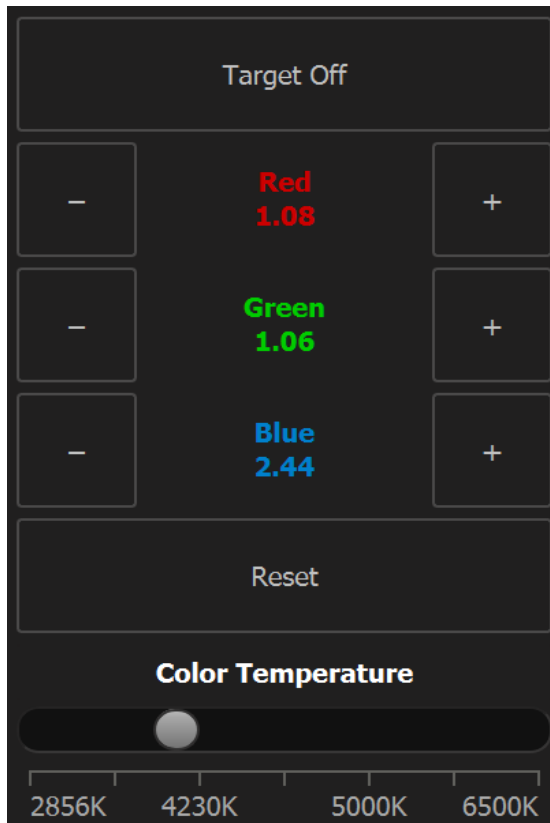 Target Off
Red
−
1.08
+
Green
−
1.06
+
Blue
−
2.44
+
Reset
Color Temperature
2856K 4230K 5000K 6500K